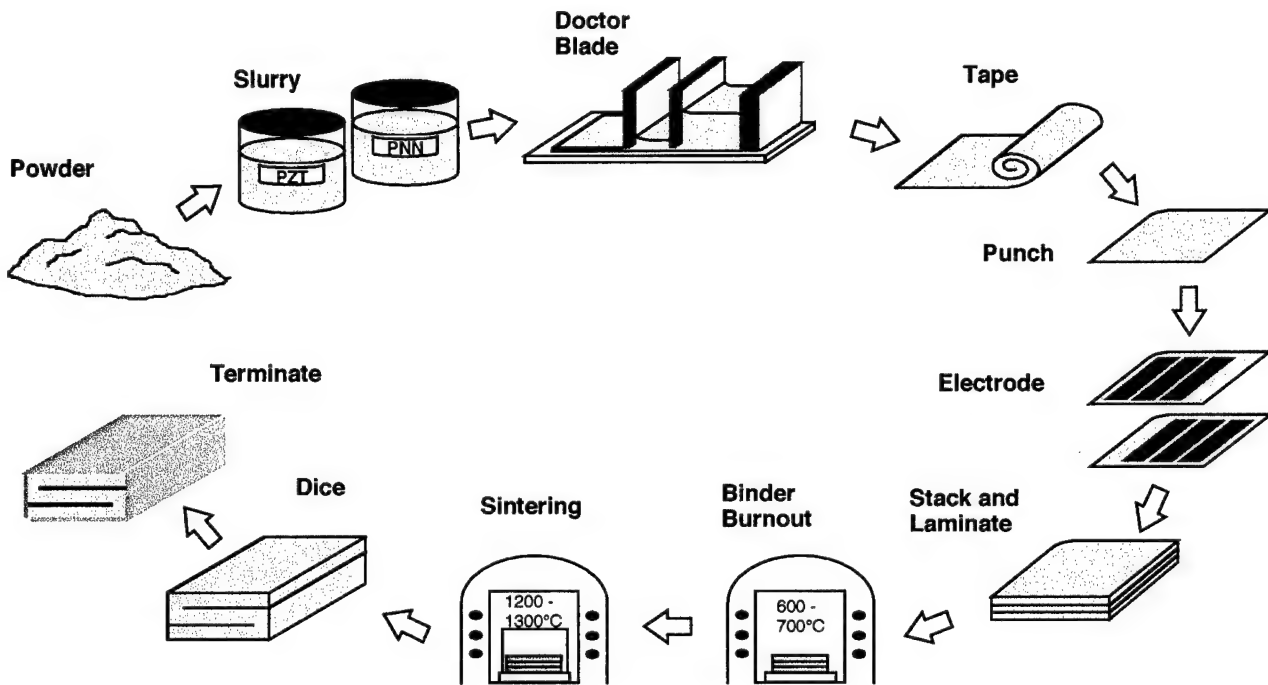 Powder
Slurry
PZT
PNN
Doctor
Blade
Tape
Punch
Electrode
Stack and
Laminate
Binder
Burnout
600 -
700°C
Sintering
1200 -
1300°C
Dice
Terminate